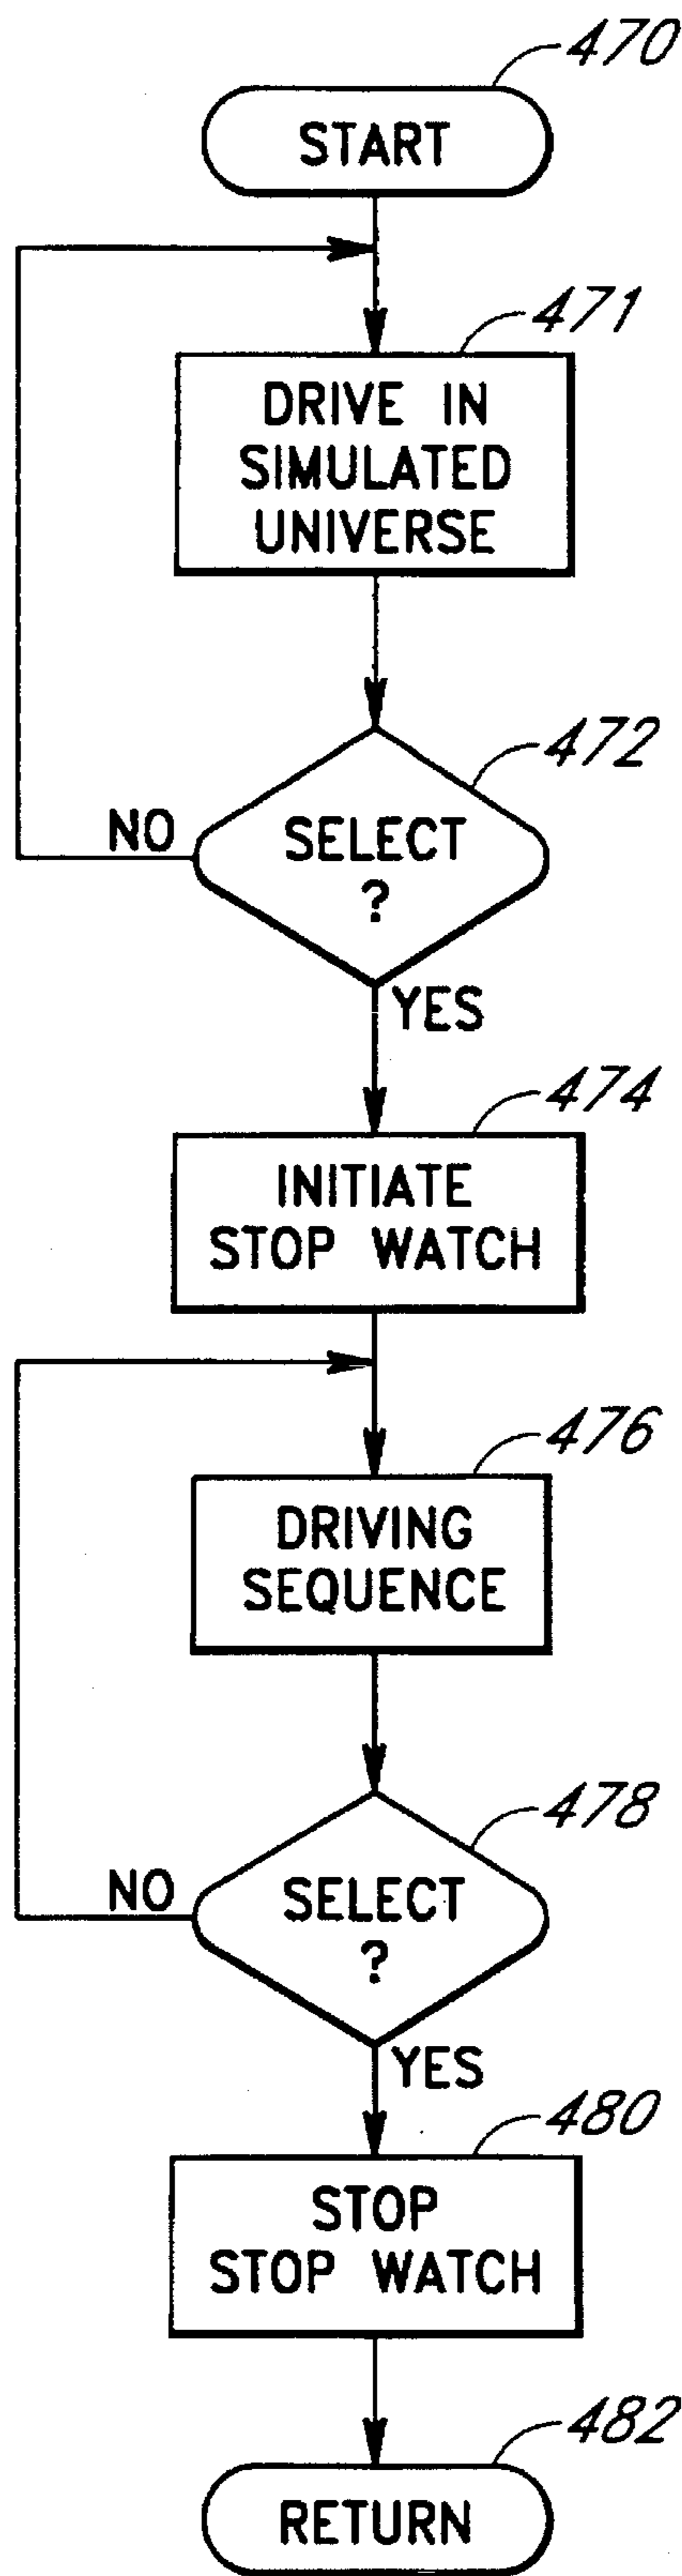 470
START
471
DRIVE IN
SIMULATED
UNIVERSE
472
SELECT
?
NO
YES
474
INITIATE
STOP WATCH
476
DRIVING
SEQUENCE
478
SELECT
?
NO
YES
480
STOP
STOP WATCH
482
RETURN